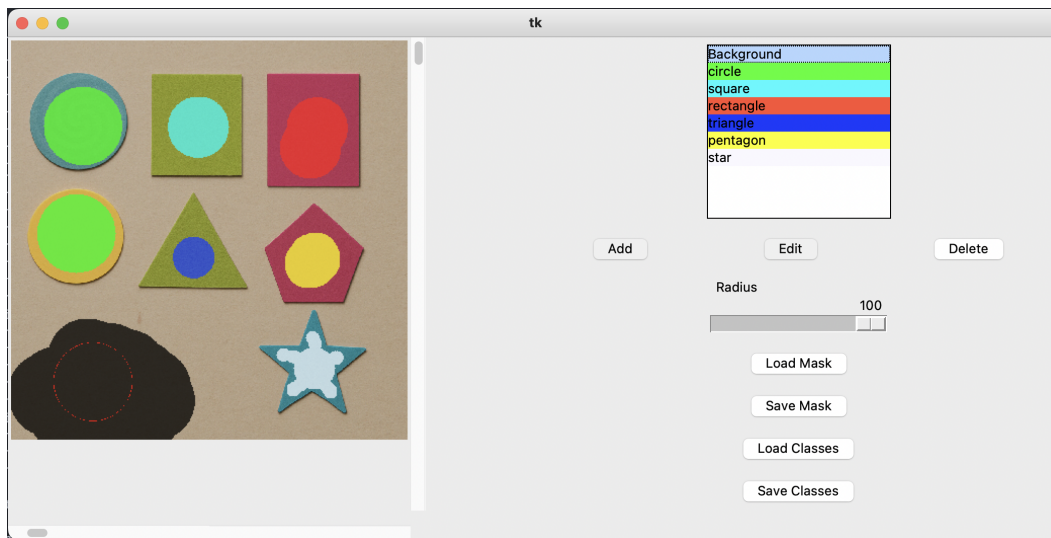 tk
Background
circle
square
rectangle
triangle
pentagon
star
Add Edit Delete
Radius
100
Load Mask
Save Mask
Load Classes
Save Classes